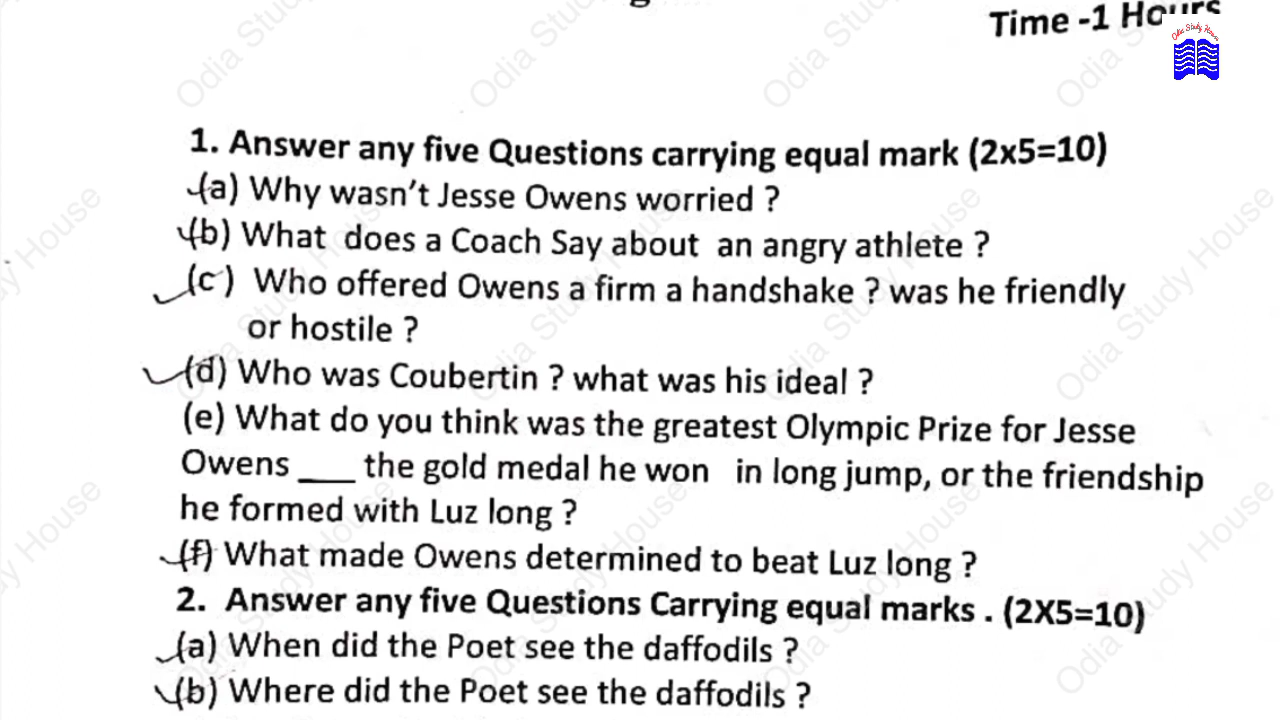 Time -1 Hours
Odia Study House
1. Answer any five Questions carrying equal mark (2x5=10)
(a) Why wasn't Jesse Owens worried ?
(b) What does a Coach Say about an angry athlete ?
(c) Who offered Owens a firm a handshake ? was he friendly
or hostile ?
(d) Who was Coubertin ? what was his ideal ?
(e) What do you think was the greatest Olympic Prize for Jesse
Owens ___ the gold medal he won in long jump, or the friendship
he formed with Luz long ?
(f) What made Owens determined to beat Luz long ?
2. Answer any five Questions Carrying equal marks . (2X5=10)
(a) When did the Poet see the daffodils ?
(b) Where did the Poet see the daffodils ?